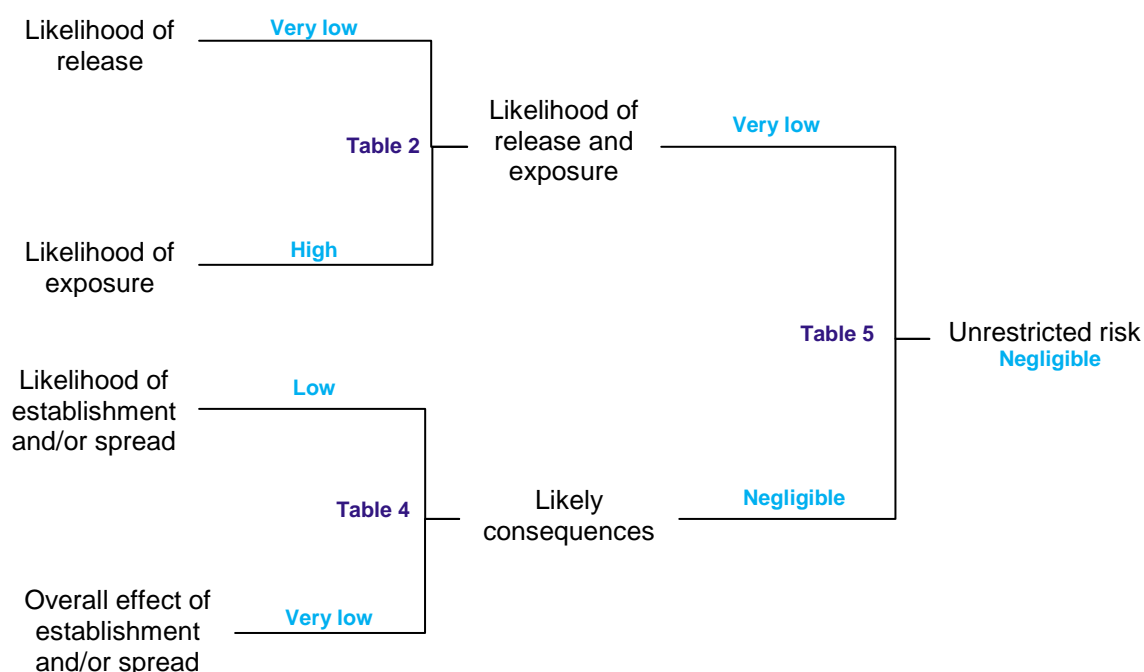 Likelihood of
release
Very low
Table 2
Likelihood of
release and
exposure
Very low
Likelihood of
exposure
High
Table 5
Unrestricted risk
Negligible
Likelihood of
establishment
and/or spread
Low
Table 4
Likely
consequences
Negligible
Overall effect of
establishment
and/or spread
Very low